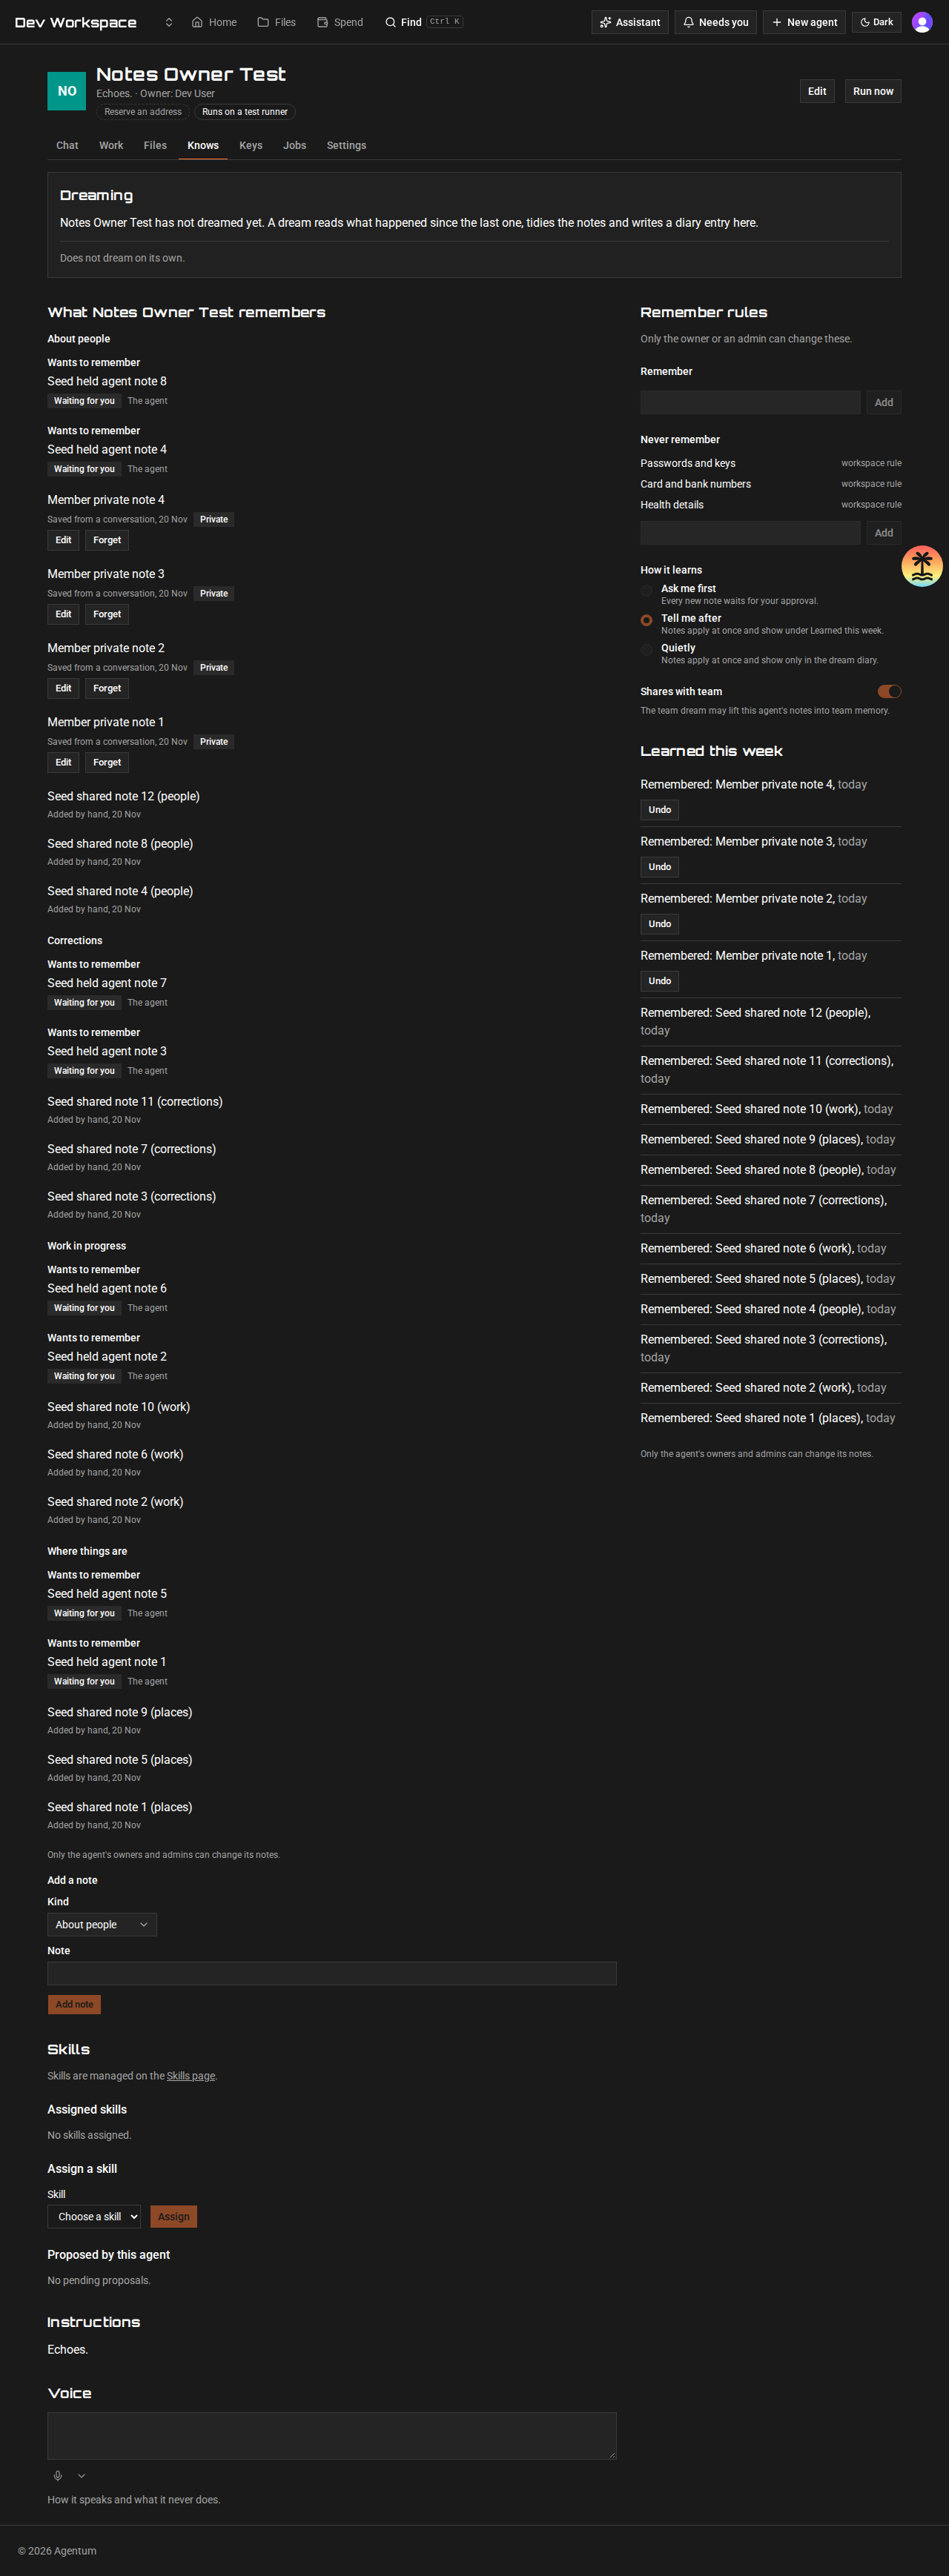 Dev Workspace
Home
Files
Spend
Find Ctrl K
Assistant
Needs you
New agent
Dark
NO
Notes Owner Test
Echoes. · Owner: Dev User
Reserve an address
Runs on a test runner
Edit
Run now
Chat
Work
Files
Knows
Keys
Jobs
Settings
Dreaming
Notes Owner Test has not dreamed yet. A dream reads what happened since the last one, tidies the notes and writes a diary entry here.
Does not dream on its own.
What Notes Owner Test remembers
About people
Wants to remember
Seed held agent note 8
Waiting for you The agent
Wants to remember
Seed held agent note 4
Waiting for you The agent
Member private note 4
Saved from a conversation, 20 Nov Private
Edit Forget
Member private note 3
Saved from a conversation, 20 Nov Private
Edit Forget
Member private note 2
Saved from a conversation, 20 Nov Private
Edit Forget
Member private note 1
Saved from a conversation, 20 Nov Private
Edit Forget
Seed shared note 12 (people)
Added by hand, 20 Nov
Seed shared note 8 (people)
Added by hand, 20 Nov
Seed shared note 4 (people)
Added by hand, 20 Nov
Corrections
Wants to remember
Seed held agent note 7
Waiting for you The agent
Wants to remember
Seed held agent note 3
Waiting for you The agent
Seed shared note 11 (corrections)
Added by hand, 20 Nov
Seed shared note 7 (corrections)
Added by hand, 20 Nov
Seed shared note 3 (corrections)
Added by hand, 20 Nov
Work in progress
Wants to remember
Seed held agent note 6
Waiting for you The agent
Wants to remember
Seed held agent note 2
Waiting for you The agent
Seed shared note 10 (work)
Added by hand, 20 Nov
Seed shared note 6 (work)
Added by hand, 20 Nov
Seed shared note 2 (work)
Added by hand, 20 Nov
Where things are
Wants to remember
Seed held agent note 5
Waiting for you The agent
Wants to remember
Seed held agent note 1
Waiting for you The agent
Seed shared note 9 (places)
Added by hand, 20 Nov
Seed shared note 5 (places)
Added by hand, 20 Nov
Seed shared note 1 (places)
Added by hand, 20 Nov
Only the agent's owners and admins can change its notes.
Add a note
Kind
About people
Note
Add note
Skills
Skills are managed on the Skills page.
Assigned skills
No skills assigned.
Assign a skill
Skill
Choose a skill Assign
Proposed by this agent
No pending proposals.
Instructions
Echoes.
Voice
How it speaks and what it never does.
Remember rules
Only the owner or an admin can change these.
Remember
Add
Never remember
Passwords and keys workspace rule
Card and bank numbers workspace rule
Health details workspace rule
Add
How it learns
Ask me first
Every new note waits for your approval.
Tell me after
Notes apply at once and show under Learned this week.
Quietly
Notes apply at once and show only in the dream diary.
Shares with team
The team dream may lift this agent's notes into team memory.
Learned this week
Remembered: Member private note 4, today
Undo
Remembered: Member private note 3, today
Undo
Remembered: Member private note 2, today
Undo
Remembered: Member private note 1, today
Undo
Remembered: Seed shared note 12 (people),
today
Remembered: Seed shared note 11 (corrections),
today
Remembered: Seed shared note 10 (work), today
Remembered: Seed shared note 9 (places), today
Remembered: Seed shared note 8 (people), today
Remembered: Seed shared note 7 (corrections),
today
Remembered: Seed shared note 6 (work), today
Remembered: Seed shared note 5 (places), today
Remembered: Seed shared note 4 (people), today
Remembered: Seed shared note 3 (corrections),
today
Remembered: Seed shared note 2 (work), today
Remembered: Seed shared note 1 (places), today
Only the agent's owners and admins can change its notes.
© 2026 Agentum